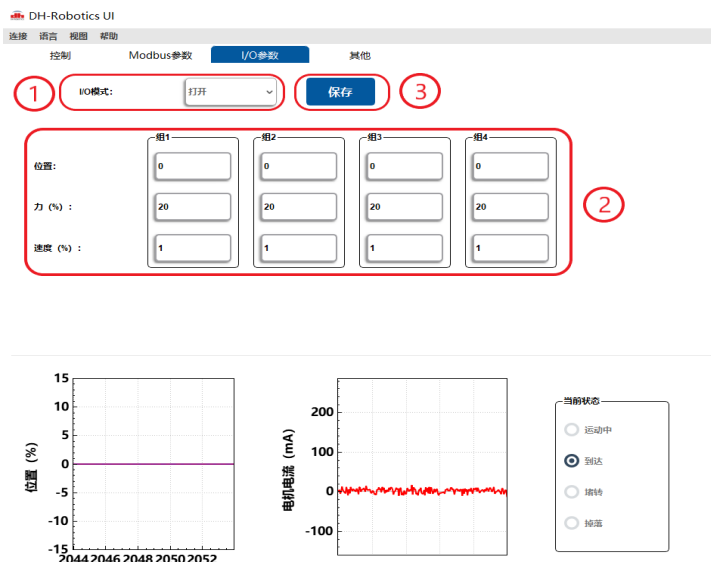 DH-Robotics UI
连接 语言 视图 帮助
控制 Modbus参数 I/O参数 其他
1 I/O模式: 打开 保存 3
组1 组2 组3 组4
位置: 0 0 0 0
力（%）: 20 20 20 20 2
速度（%）: 1 1 1 1
15
10
5
0
-5
-10
-15
位置 (%)
2044 2046 2048 2050 2052
200
100
0
-100
电机电流 (mA)
当前状态
运动中
到达
堵转
掉落